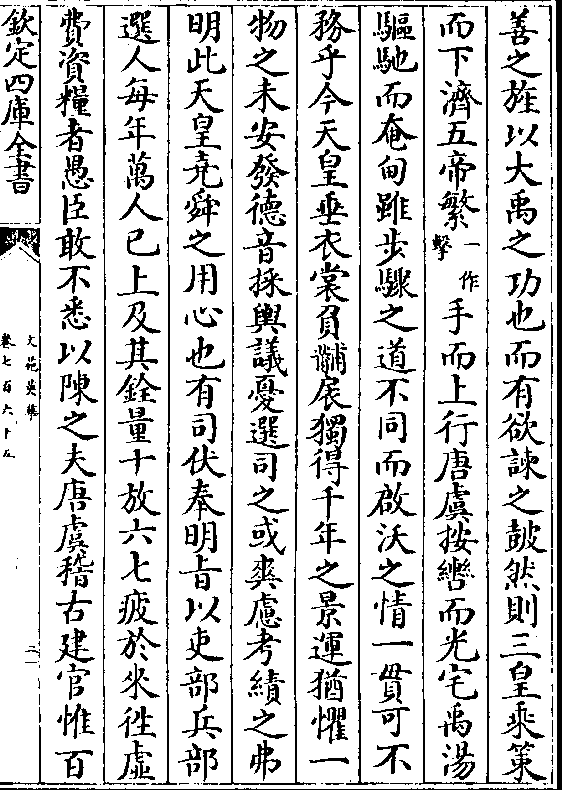 善之旌以大禹之功也而有欲諫之鼓然則三皇乘策
而下濟五帝繁一作擊手而上行唐虞按轡而光宅禹湯
驅馳而奄甸雖步驟之道不同而啟沃之情一貫可不
務乎今天皇垂衣裳負黼扆獨得千年之景運猶懼一
物之未安發德音採輿議憂選司之或爽慮考績之弗
明此天皇堯舜之用心也有司伏奉明旨以吏部兵部
選人每年萬人已上及其銓量十放六七疲於來徃虛
費資糧者愚臣敢不悉以陳之夫唐虞稽古建官惟百
欽定四庫全書
文苑英華
卷七百六十五
二